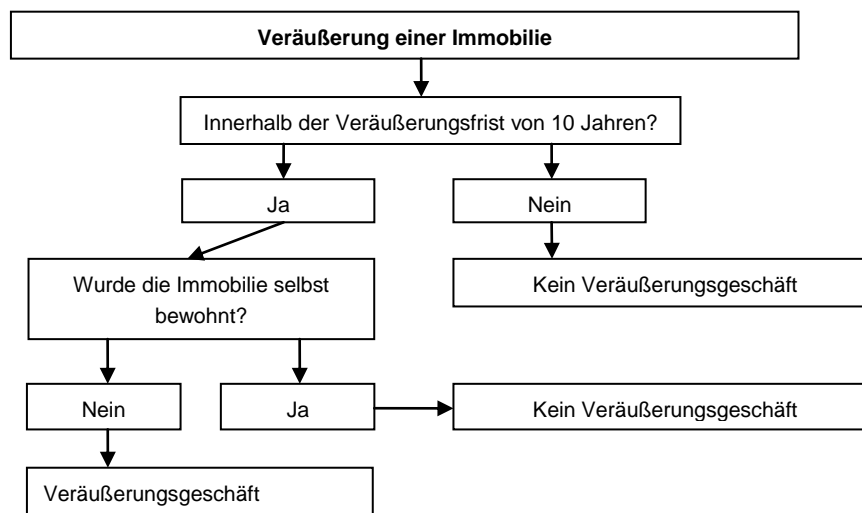 Veräußerung einer Immobilie
Innerhalb der Veräußerungsfrist von 10 Jahren?
Ja
Nein
Wurde die Immobilie selbst
bewohnt?
Kein Veräußerungsgeschäft
Nein
Ja
Kein Veräußerungsgeschäft
Veräußerungsgeschäft